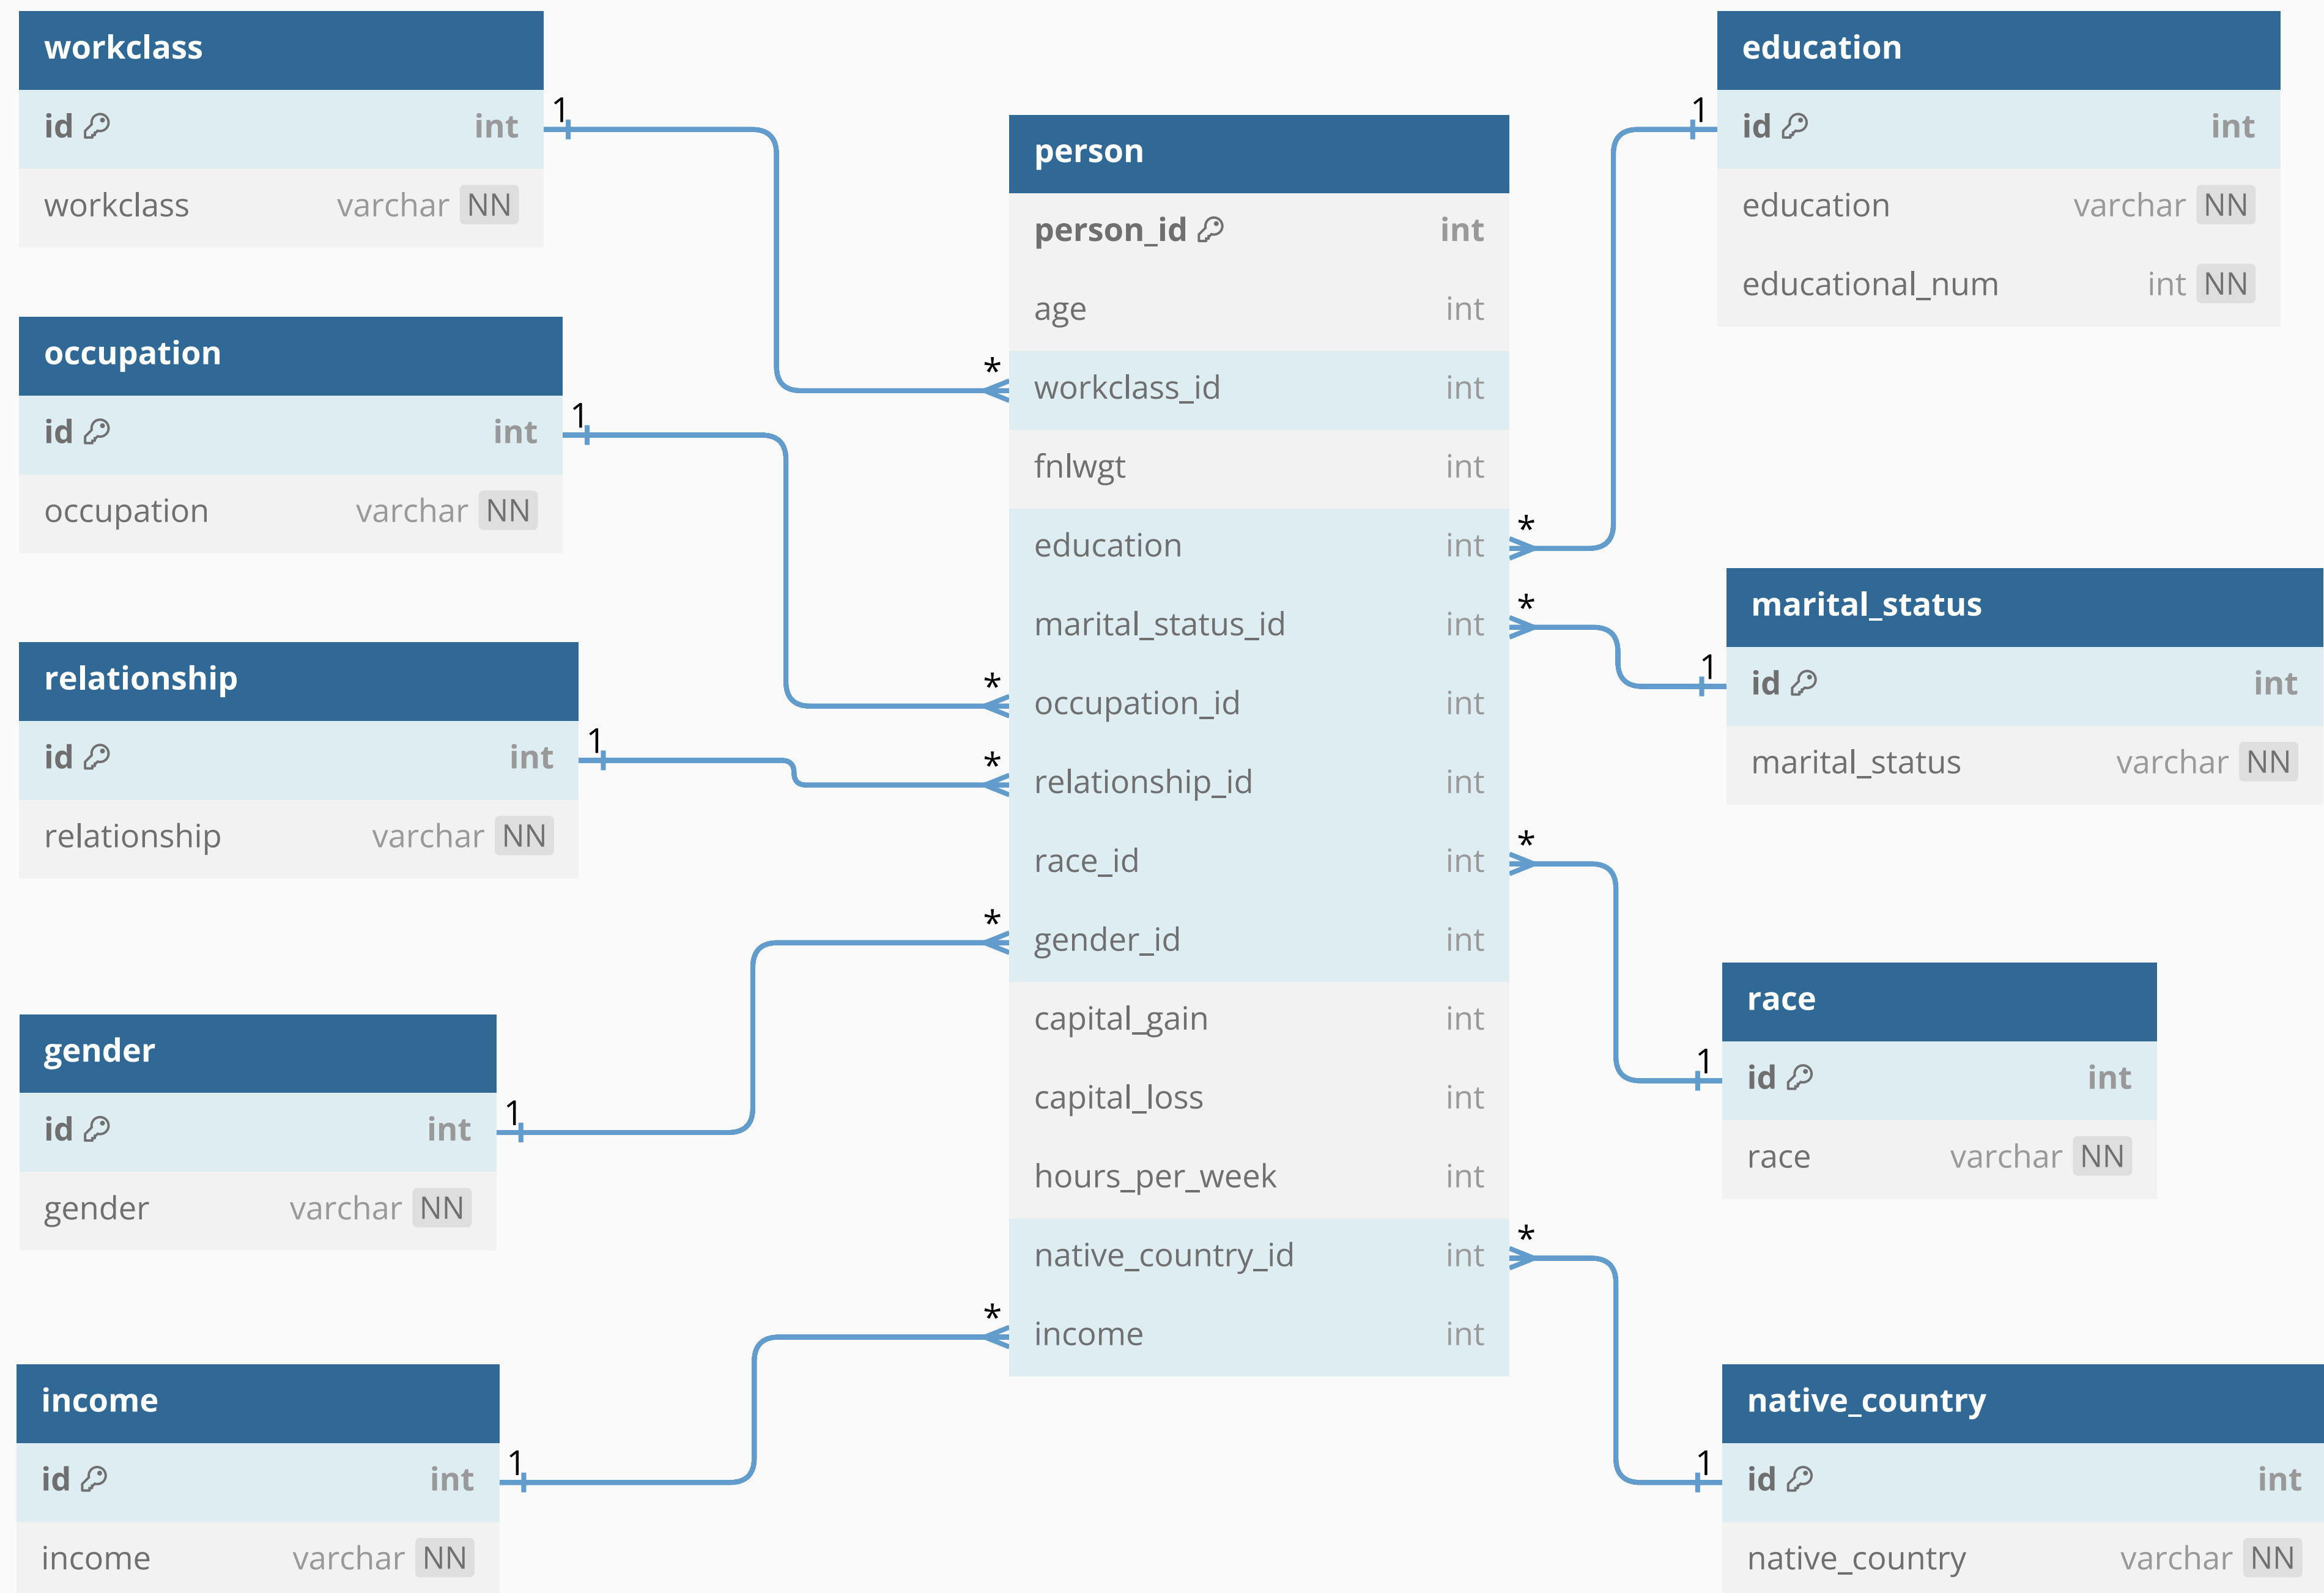 workclass
id int
workclass varchar NN
1
occupation
id int
occupation varchar NN
1
relationship
id int
relationship varchar NN
1
gender
id int
gender varchar NN
1
income
id int
income varchar NN
1
person
person_id int
age int
* workclass_id int
fnlwgt int
education int *
marital_status_id int *
* occupation_id int
* relationship_id int
race_id int *
* gender_id int
capital_gain int
capital_loss int
hours_per_week int
native_country_id int *
* income int
education
1
id int
education varchar NN
educational_num int NN
marital_status
1
id int
marital_status varchar NN
race
1
id int
race varchar NN
native_country
1
id int
native_country varchar NN